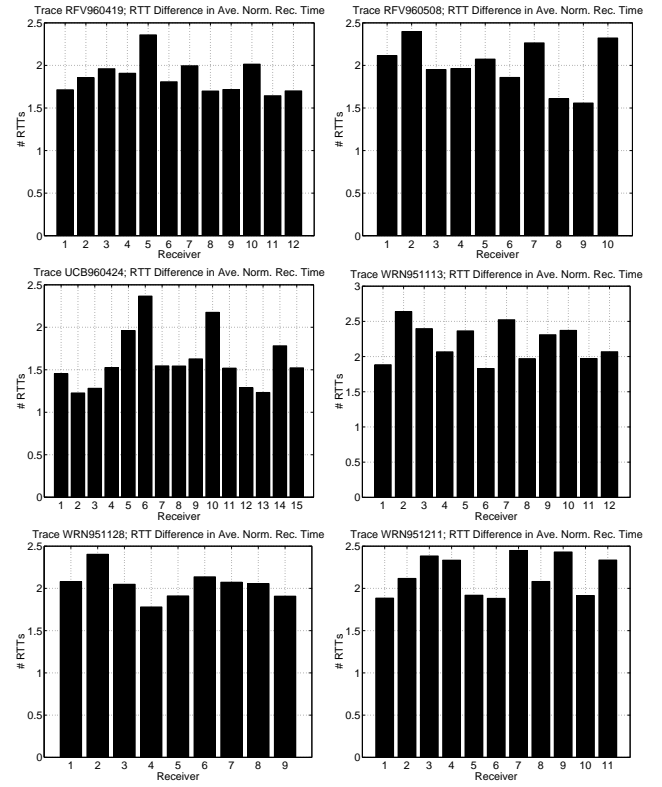 Trace RFV960419; RTT Difference in Ave. Norm. Rec. Time
2.5
2
1.5
1
0.5
0
# RTTs
1 2 3 4 5 6 7 8 9 10 11 12
Receiver
Trace RFV960508; RTT Difference in Ave. Norm. Rec. Time
2.5
2
1.5
1
0.5
0
# RTTs
1 2 3 4 5 6 7 8 9 10
Receiver
Trace UCB960424; RTT Difference in Ave. Norm. Rec. Time
2.5
2
1.5
1
0.5
0
# RTTs
1 2 3 4 5 6 7 8 9 10 11 12 13 14 15
Receiver
Trace WRN951113; RTT Difference in Ave. Norm. Rec. Time
3
2.5
2
1.5
1
0.5
0
# RTTs
1 2 3 4 5 6 7 8 9 10 11 12
Receiver
Trace WRN951128; RTT Difference in Ave. Norm. Rec. Time
2.5
2
1.5
1
0.5
0
# RTTs
1 2 3 4 5 6 7 8 9
Receiver
Trace WRN951211; RTT Difference in Ave. Norm. Rec. Time
2.5
2
1.5
1
0.5
0
# RTTs
1 2 3 4 5 6 7 8 9 10 11
Receiver